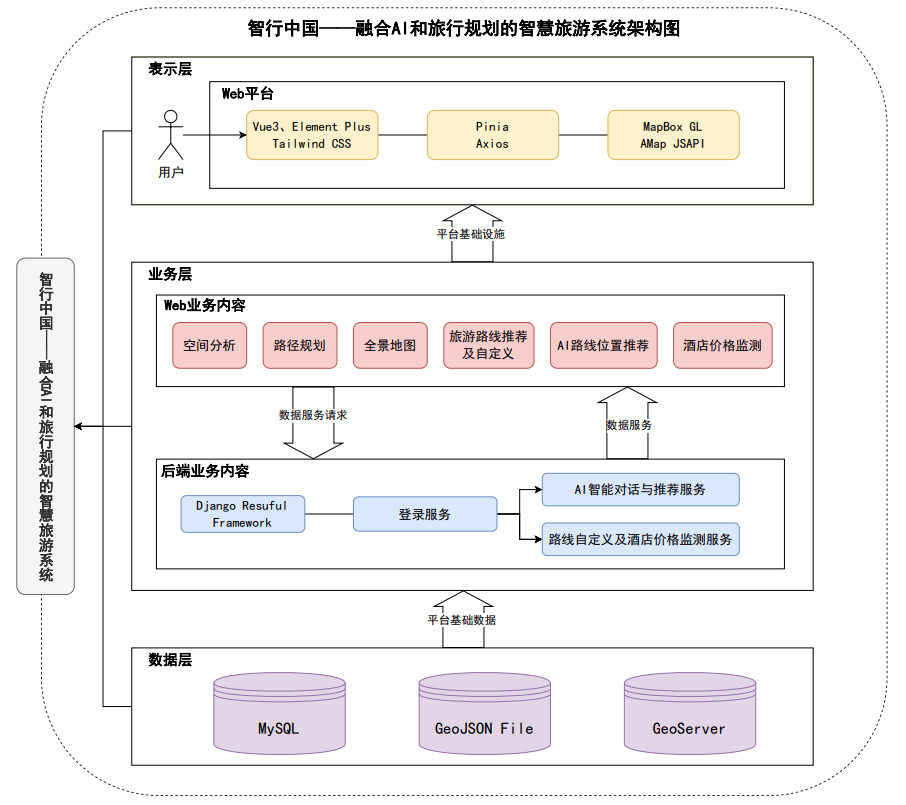 智行中国——融合AI和旅行规划的智慧旅游系统架构图
表示层
Web平台
Vue3、Element Plus
Tailwind CSS
Pinia
Axios
MapBox GL
AMap JSAPI
用户
平台基础设施
智行中国——融合AI和旅行规划的智慧旅游系统
业务层
Web业务内容
空间分析
路径规划
全景地图
旅游路线推荐
及自定义
AI路线位置推荐
酒店价格监测
数据服务请求
数据服务
后端业务内容
Django Resuful
Framework
登录服务
AI智能对话与推荐服务
路线自定义及酒店价格监测服务
平台基础数据
数据层
MySQL
GeoJSON File
GeoServer